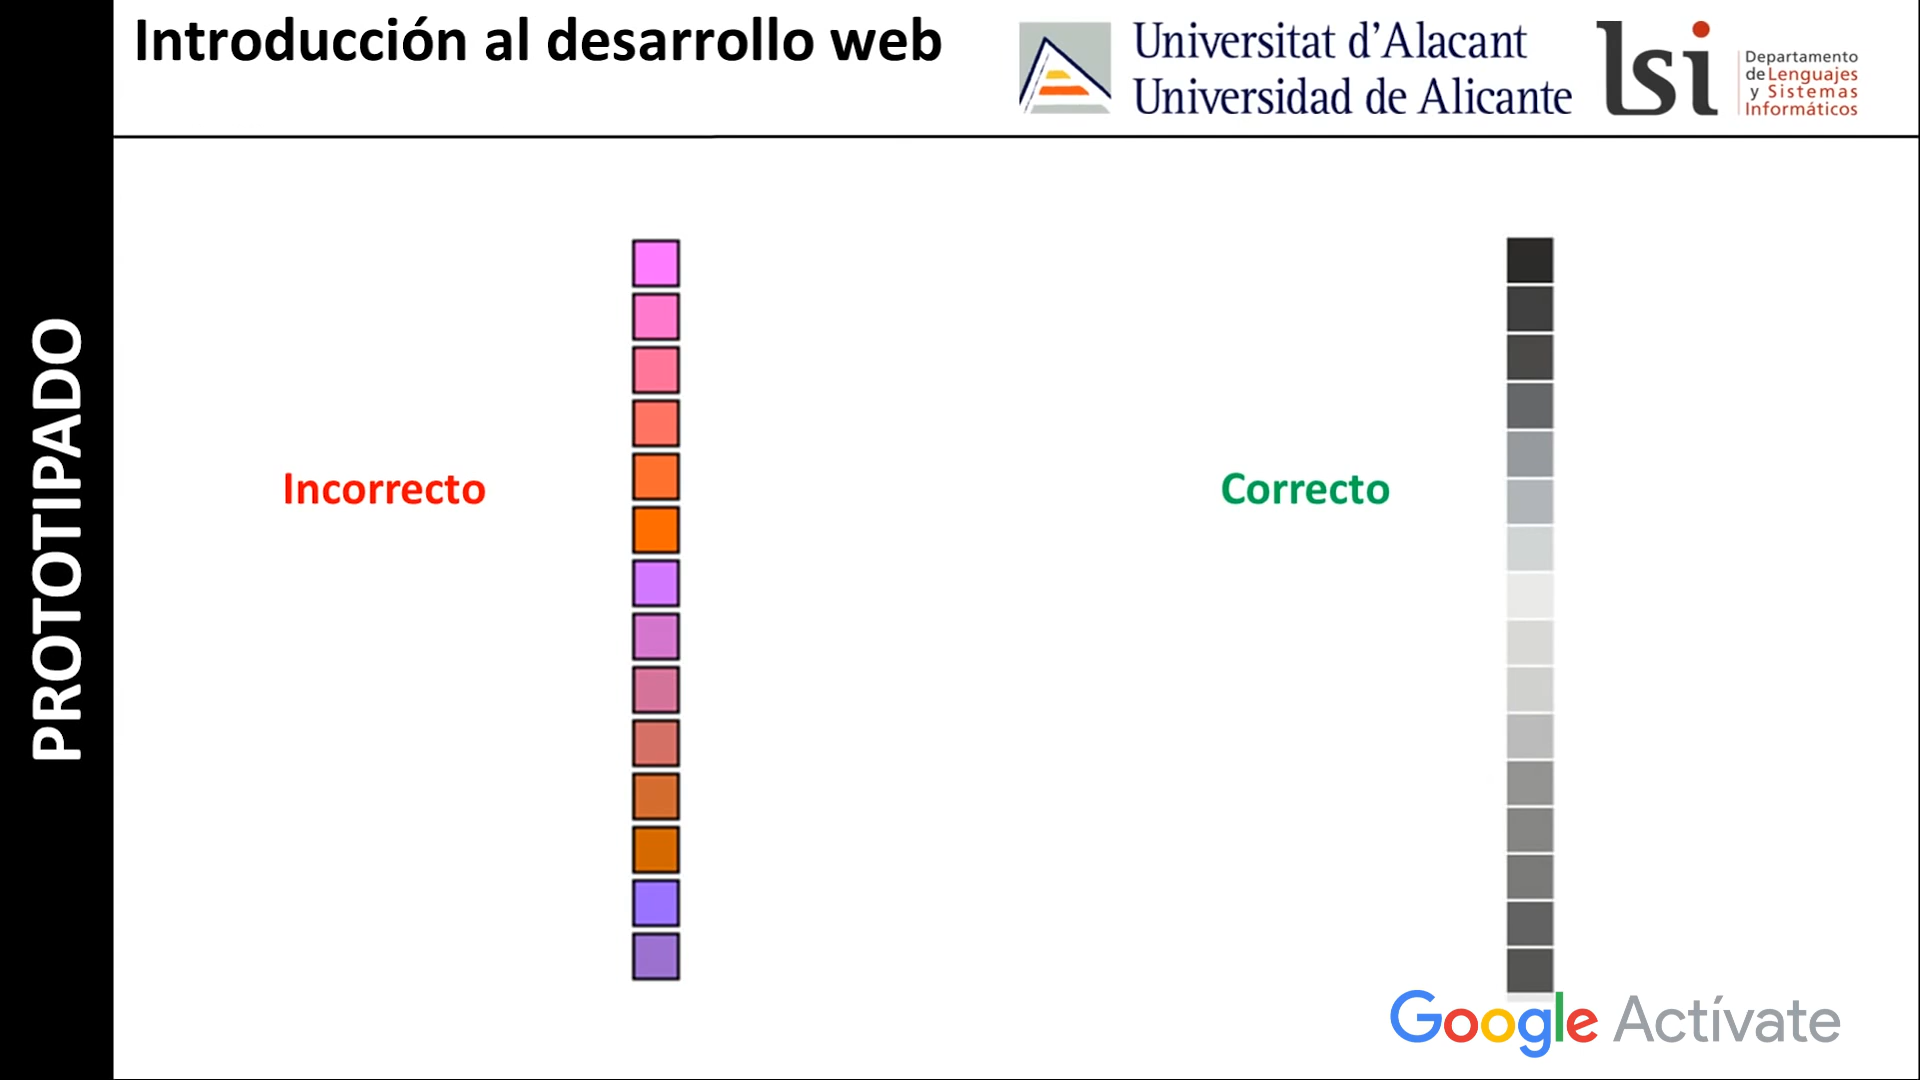 Introducción al desarrollo web
Universitat d'Alacant
Universidad de Alicante
lsi
Departamento
de Lenguajes
y Sistemas
Informáticos
PROTOTIPADO
Incorrecto
Correcto
Google Actívate